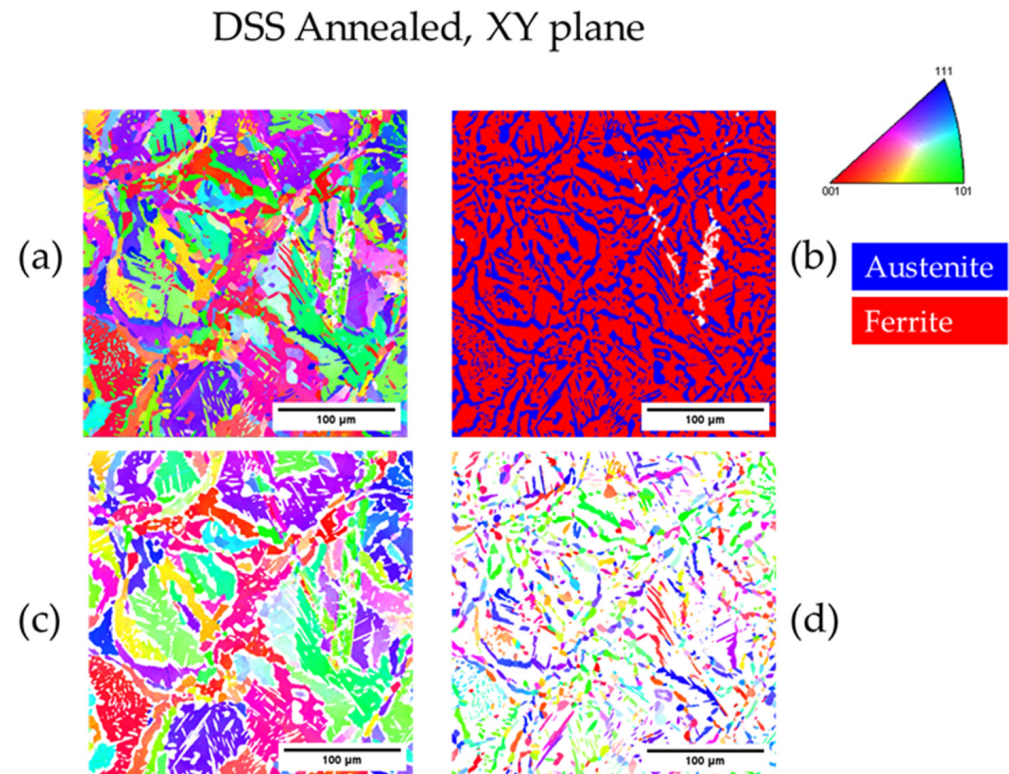 DSS Annealed, XY plane
111
001
101
(a)
(b)
Austenite
Ferrite
100 µm
100 µm
(c)
(d)
100 µm
100 µm